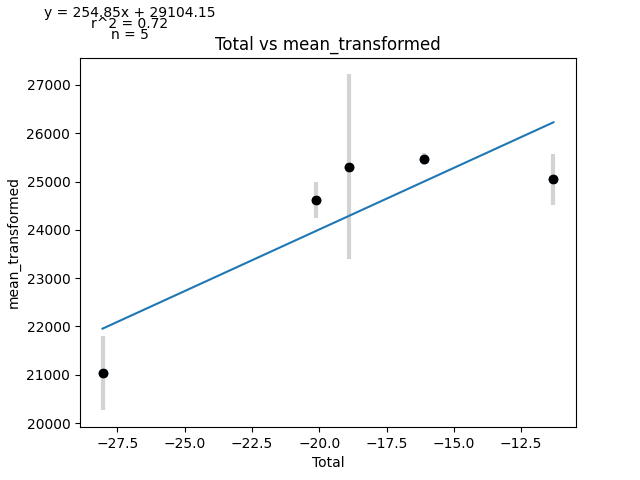 y = 254.85x + 29104.15
r^2 = 0.72
n = 5
Total vs mean_transformed
27000
26000
25000
24000
23000
22000
21000
20000
mean_transformed
−27.5 −25.0 −22.5 −20.0 −17.5 −15.0 −12.5
Total